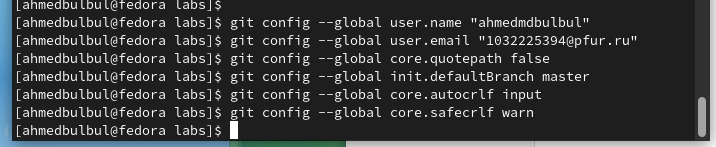 [ahmedbulbul@fedora labs]$
[ahmedbulbul@fedora labs]$ git config --global user.name "ahmedmdbulbul"
[ahmedbulbul@fedora labs]$ git config --global user.email "1032225394@pfur.ru"
[ahmedbulbul@fedora labs]$ git config --global core.quotepath false
[ahmedbulbul@fedora labs]$ git config --global init.defaultBranch master
[ahmedbulbul@fedora labs]$ git config --global core.autocrlf input
[ahmedbulbul@fedora labs]$ git config --global core.safecrlf warn
[ahmedbulbul@fedora labs]$